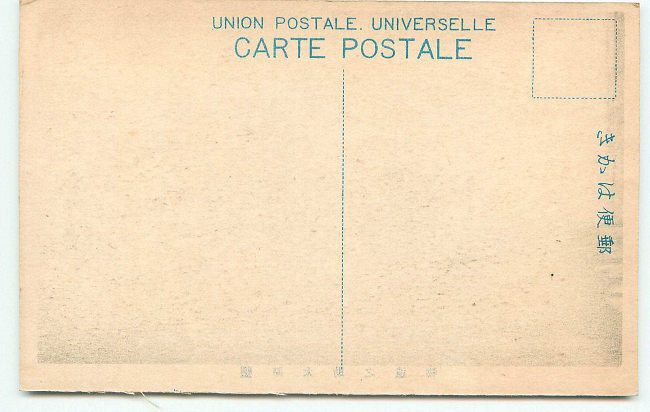 UNION POSTALE. UNIVERSELLE
CARTE POSTALE
郵便はかき